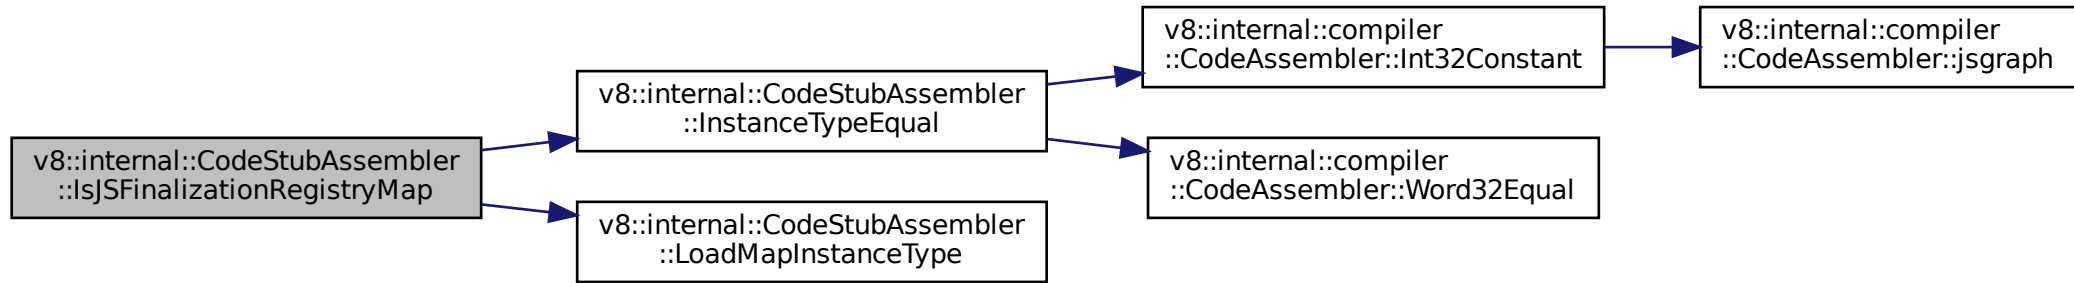 v8::internal::CodeStubAssembler
::IsJSFinalizationRegistryMap
v8::internal::CodeStubAssembler
::InstanceTypeEqual
v8::internal::CodeStubAssembler
::LoadMapInstanceType
v8::internal::compiler
::CodeAssembler::Int32Constant
v8::internal::compiler
::CodeAssembler::Word32Equal
v8::internal::compiler
::CodeAssembler::jsgraph